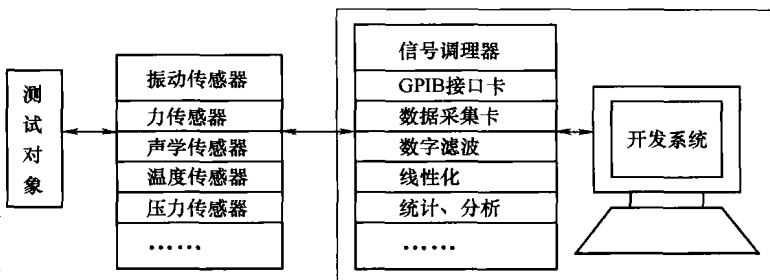 测试对象
振动传感器
力传感器
声学传感器
温度传感器
压力传感器
……
信号调理器
GPIB接口卡
数据采集卡
数字滤波
线性化
统计、分析
……
开发系统